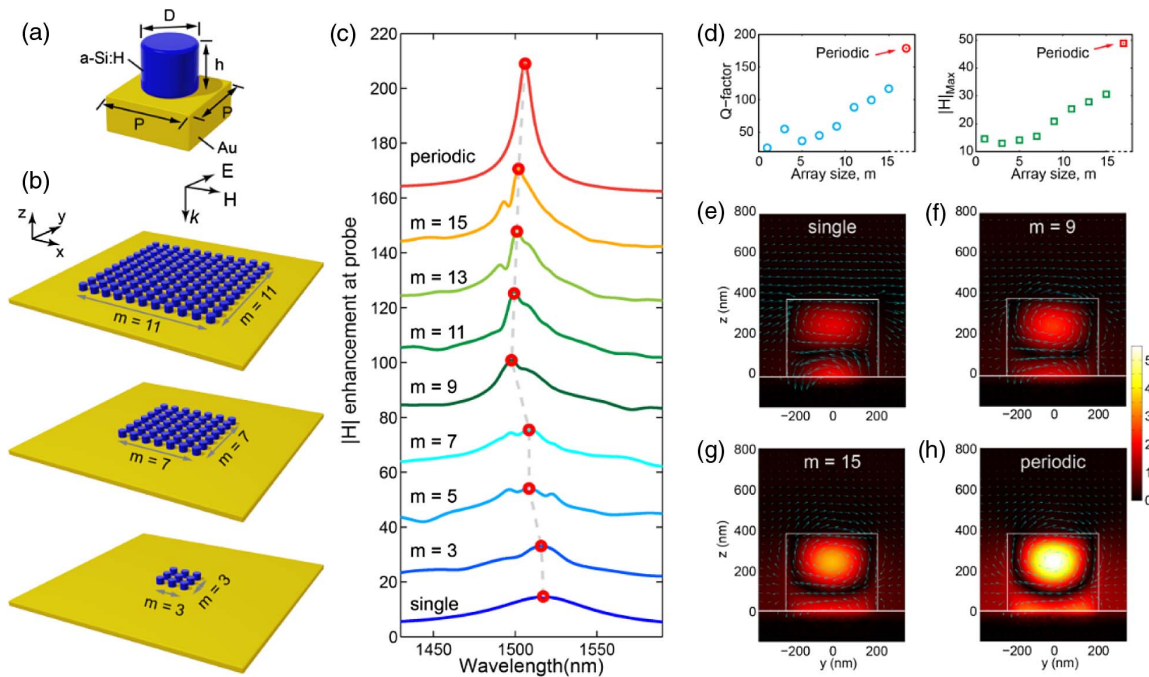 (a)
D
a-Si:H
h
P
P
Au
(b)
E
H
k
z
y
x
m = 11
m = 11
m = 7
m = 7
m = 3
m = 3
(c)
|H| enhancement at probe
220
200
180
160
140
120
100
80
60
40
20
0
periodic
m = 15
m = 13
m = 11
m = 9
m = 7
m = 5
m = 3
single
1450
1500
1550
Wavelength(nm)
(d)
Q-factor
200
150
100
50
Periodic
0
5
10
15
Array size, m
|H|Max
50
40
30
20
10
Periodic
0
5
10
15
Array size, m
(e)
single
z (nm)
800
600
400
200
0
−200
0
200
(f)
m = 9
800
600
400
200
0
−200
0
200
(g)
m = 15
z (nm)
800
600
400
200
0
−200
0
200
y (nm)
(h)
periodic
800
600
400
200
0
−200
0
200
y (nm)
5
4
3
2
1
0